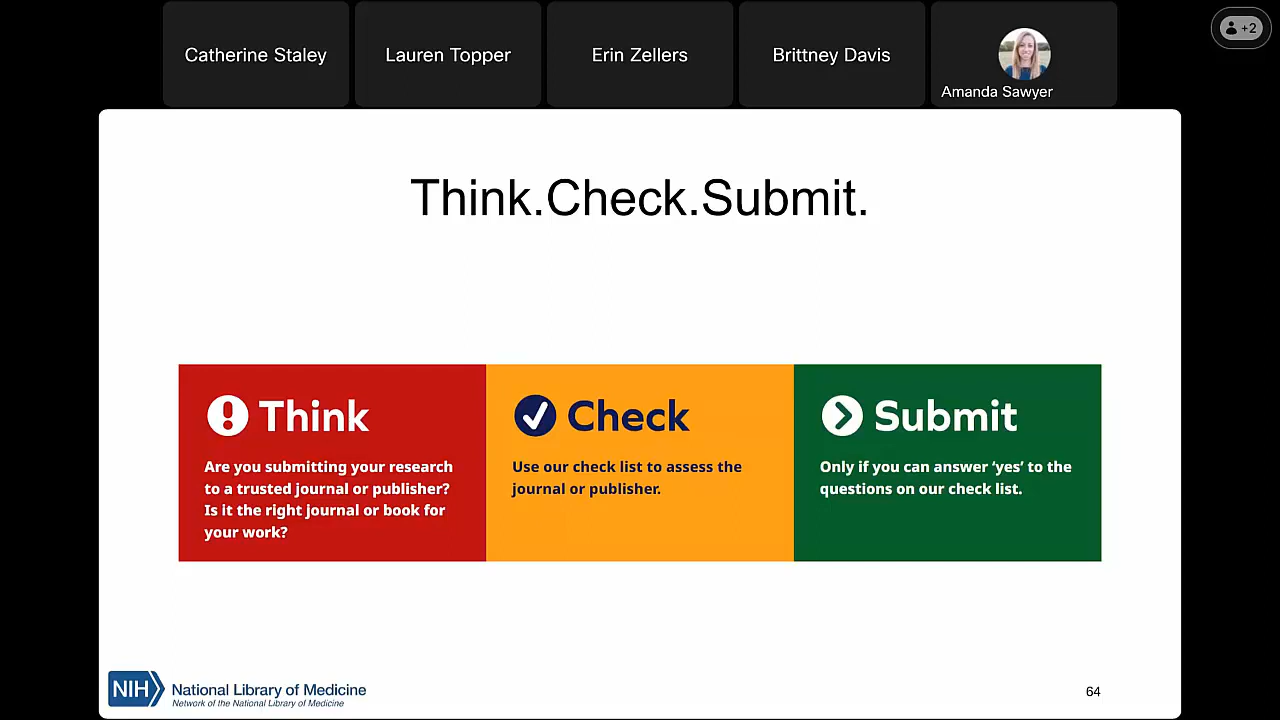 Catherine Staley
Lauren Topper
Erin Zellers
Brittney Davis
Amanda Sawyer
+2
Think.Check.Submit.
Think
Are you submitting your research
to a trusted journal or publisher?
Is it the right journal or book for
your work?
Check
Use our check list to assess the
journal or publisher.
Submit
Only if you can answer ‘yes’ to the
questions on our check list.
NIH
National Library of Medicine
Network of the National Library of Medicine
64